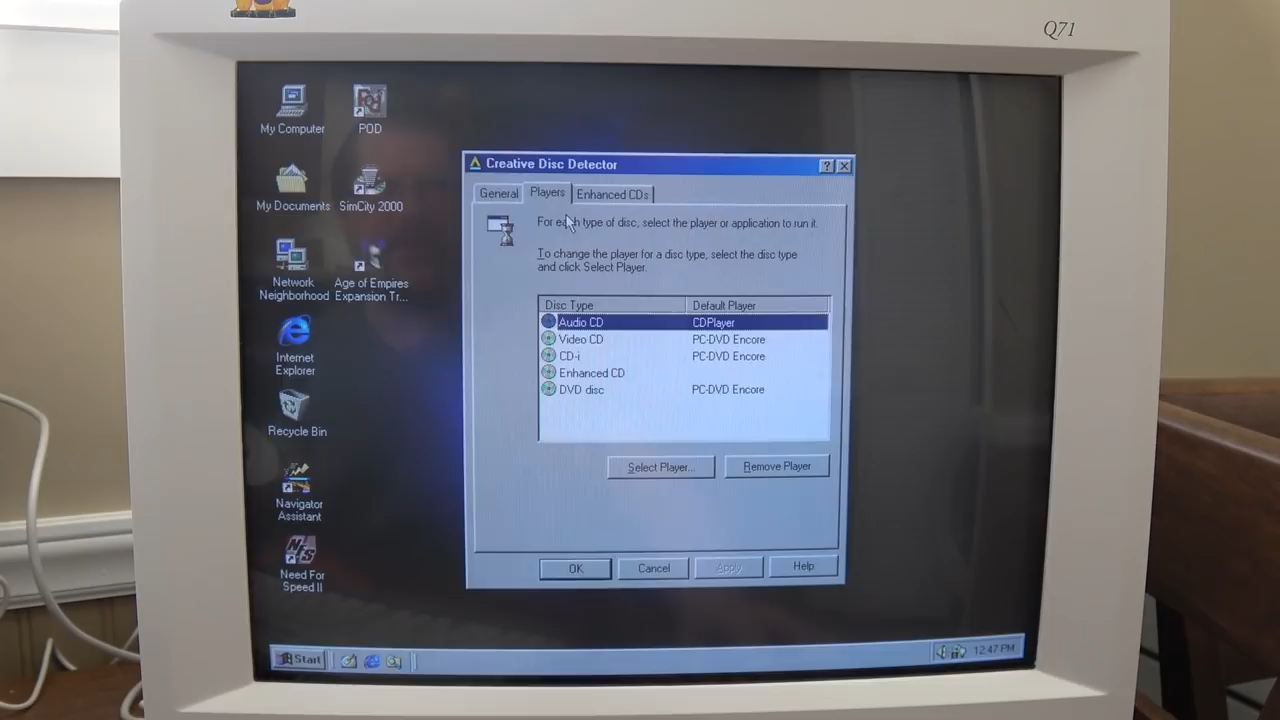 Q71
My Computer
POD
My Documents
SimCity 2000
Network
Neighborhood
Age of Empires
Expansion Tr...
Internet
Explorer
Recycle Bin
Navigator
Assistant
NFS
Need For
Speed II
Creative Disc Detector
General
Players
Enhanced CDs
For each type of disc, select the player or application to run it.
To change the player for a disc type, select the disc type
and click Select Player.
Disc Type Default Player
Audio CD CDPlayer
Video CD PC-DVD Encore
CD-i PC-DVD Encore
Enhanced CD
DVD disc PC-DVD Encore
Select Player... Remove Player
OK Cancel Apply Help
Start
12:47 PM